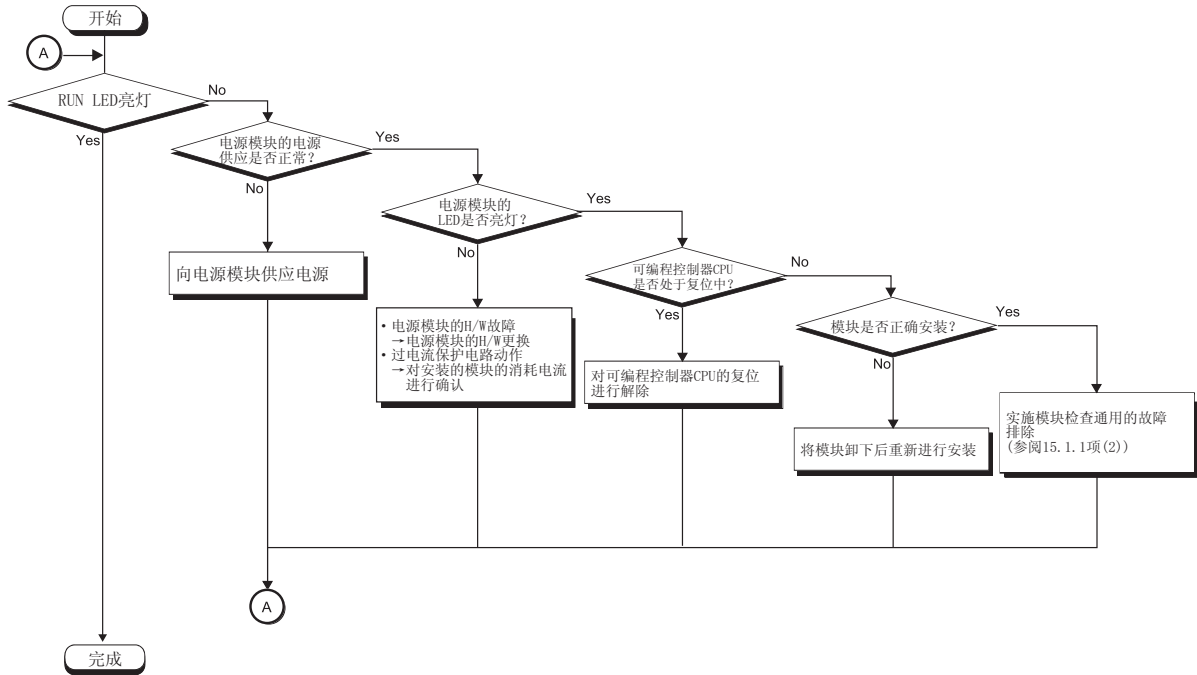 开始
A
RUN LED亮灯
No
Yes
电源模块的电源
供应是否正常?
Yes
No
向电源模块供应电源
电源模块的
LED是否亮灯?
Yes
No
• 电源模块的H/W故障
→电源模块的H/W更换
• 过电流保护电路动作
→对安装的模块的消耗电流
进行确认
可编程控制器CPU
是否处于复位中?
No
Yes
对可编程控制器CPU的复位
进行解除
模块是否正确安装?
Yes
No
将模块卸下后重新进行安装
实施模块检查通用的故障
排除
(参阅15.1.1项(2))
A
完成